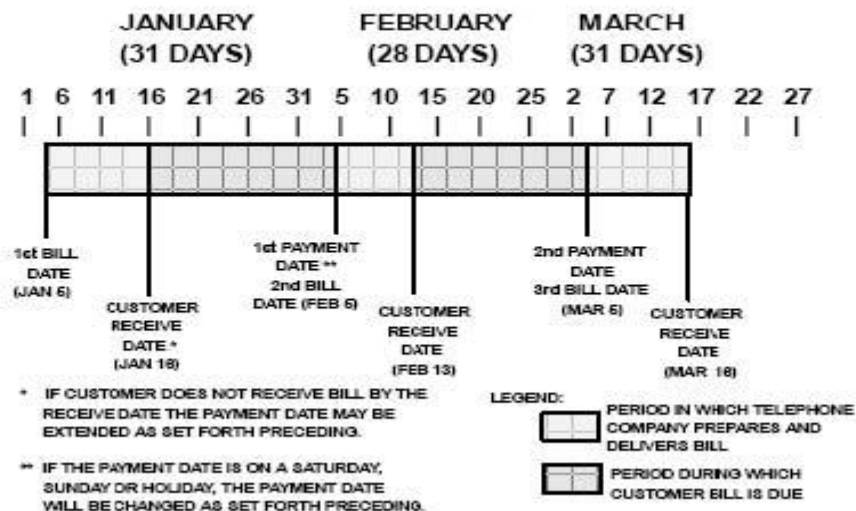 JANUARY FEBRUARY MARCH
(31 DAYS) (28 DAYS) (31 DAYS)
1 6 11 16 21 26 31 5 10 15 20 25 2 7 12 17 22 27
1st BILL
DATE
(JAN 5)
CUSTOMER
RECEIVE
DATE *
(JAN 16)
1st PAYMENT
DATE **
2nd BILL
DATE (FEB 5)
CUSTOMER
RECEIVE
DATE
(FEB 13)
2nd PAYMENT
DATE
3rd BILL DATE
(MAR 5)
CUSTOMER
RECEIVE
DATE
(MAR 16)
* IF CUSTOMER DOES NOT RECEIVE BILL BY THE
RECEIVE DATE THE PAYMENT DATE MAY BE
EXTENDED AS SET FORTH PRECEDING.
** IF THE PAYMENT DATE IS ON A SATURDAY,
SUNDAY OR HOLIDAY, THE PAYMENT DATE
WILL BE CHANGED AS SET FORTH PRECEDING.
LEGEND:
PERIOD IN WHICH TELEPHONE
COMPANY PREPARES AND
DELIVERS BILL
PERIOD DURING WHICH
CUSTOMER BILL IS DUE